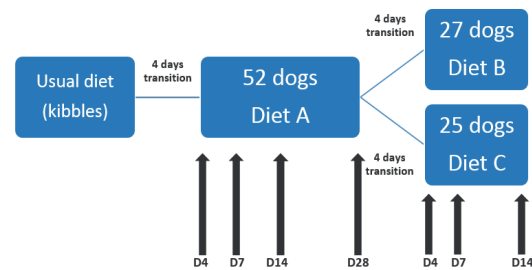 Usual diet
(kibbles)
4 days
transition
52 dogs
Diet A
4 days
transition
27 dogs
Diet B
4 days
transition
25 dogs
Diet C
D4
D7
D14
D28
D4
D7
D14